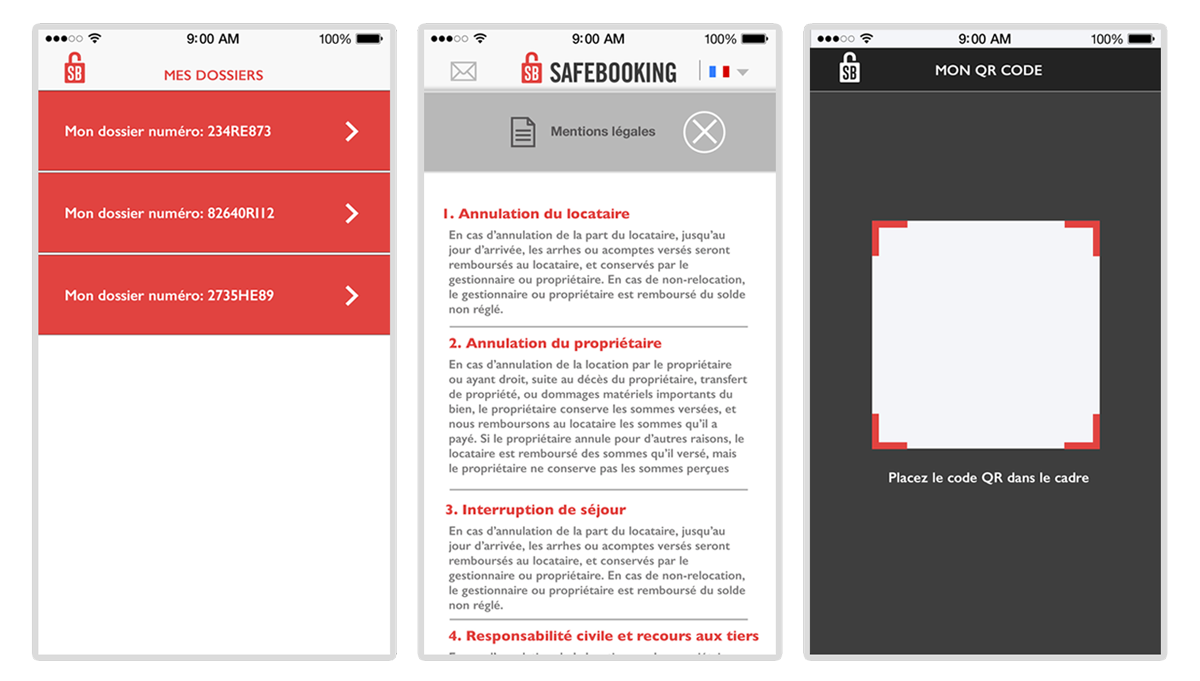 9:00 AM
100%
SB
MES DOSSIERS
Mon dossier numéro: 234RE873
Mon dossier numéro: 82640RI12
Mon dossier numéro: 2735HE89
9:00 AM
100%
SB SAFEBOOKING
Mentions légales
1. Annulation du locataire
En cas d'annulation de la part du locataire, jusqu'au
jour d'arrivée, les arrhes ou acomptes versés seront
remboursés au locataire, et conservés par le
gestionnaire ou propriétaire. En cas de non-relocation,
le gestionnaire ou propriétaire est remboursé du solde
non réglé.
2. Annulation du propriétaire
En cas d'annulation de la location par le propriétaire
ou ayant droit, suite au décès du propriétaire, transfert
de propriété, ou dommages matériels importants du
bien, le propriétaire conserve les sommes versées, et
nous remboursons au locataire les sommes qu'il a
payé. Si le propriétaire annule pour d'autres raisons, le
locataire est remboursé des sommes qu'il versé, mais
le propriétaire ne conserve pas les sommes perçues
3. Interruption de séjour
En cas d'annulation de la part du locataire, jusqu'au
jour d'arrivée, les arrhes ou acomptes versés seront
remboursés au locataire, et conservés par le
gestionnaire ou propriétaire. En cas de non-relocation,
le gestionnaire ou propriétaire est remboursé du solde
non réglé.
4. Responsabilité civile et recours aux tiers
9:00 AM
100%
SB
MON QR CODE
Placez le code QR dans le cadre